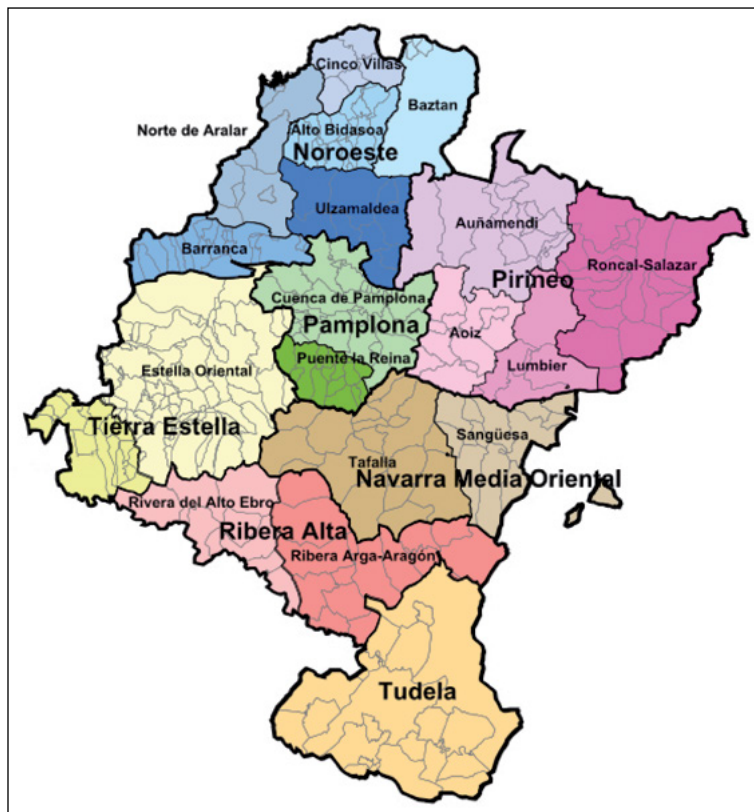 Cinco Villas
Baztan
Norte de Aralar
Alto Bidasoa
Noroeste
Ulzamaldea
Auñamendi
Barranca
Roncal-Salazar
Pirineo
Cuenca de Pamplona
Pamplona
Aoiz
Puente la Reina
Lumbier
Estella Oriental
Tierra Estella
Sangüesa
Tafalla
Navarra Media Oriental
Rivera del Alto Ebro
Ribera Alta
Ribera Arga-Aragón
Tudela